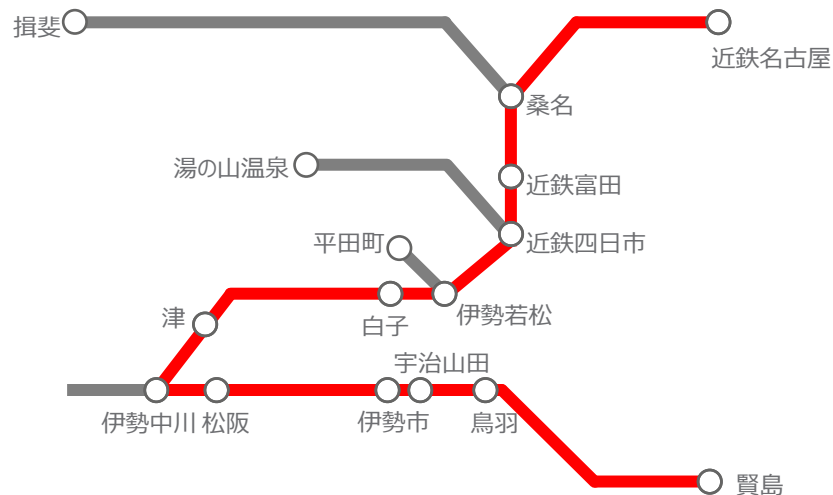 揖斐
近鉄名古屋
桑名
湯の山温泉
近鉄富田
平田町
近鉄四日市
津
白子
伊勢若松
宇治山田
伊勢中川
松阪
伊勢市
鳥羽
賢島